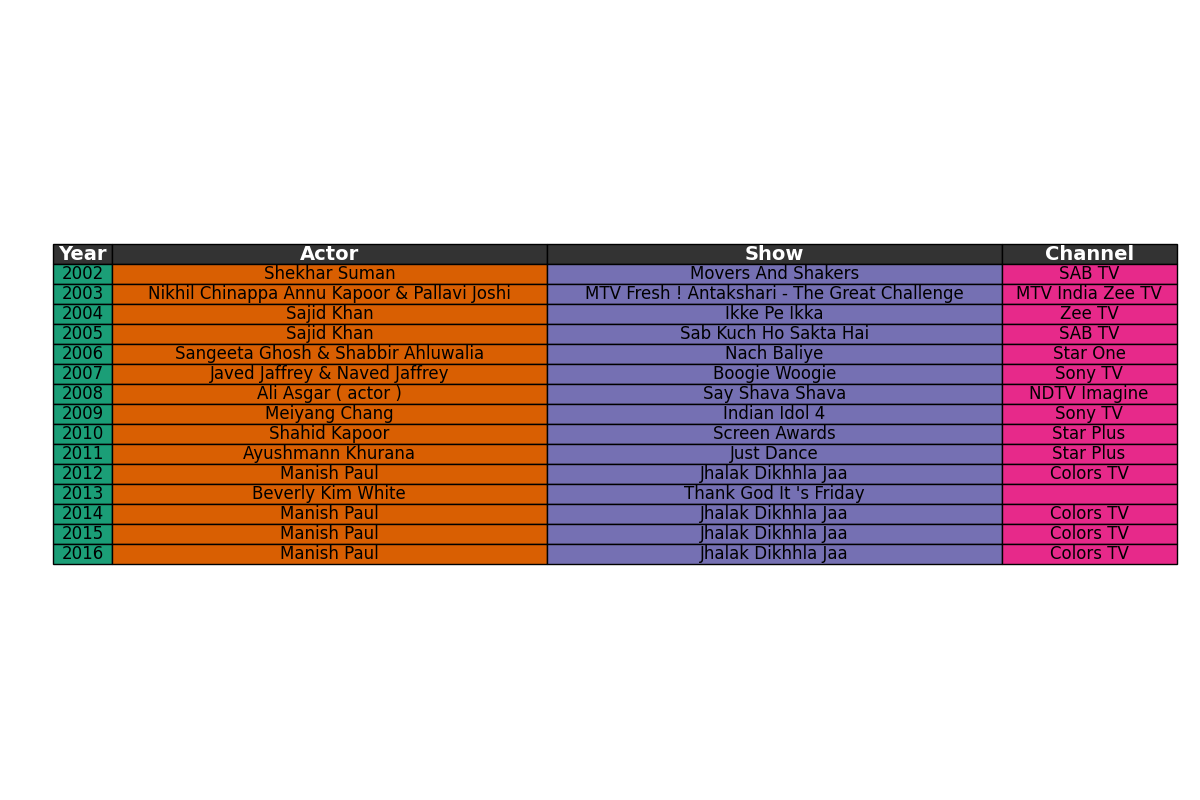 Year Actor Show Channel
2002 Shekhar Suman Movers And Shakers SAB TV
2003 Nikhil Chinappa Annu Kapoor & Pallavi Joshi MTV Fresh ! Antakshari - The Great Challenge MTV India Zee TV
2004 Sajid Khan Ikke Pe Ikka Zee TV
2005 Sajid Khan Sab Kuch Ho Sakta Hai SAB TV
2006 Sangeeta Ghosh & Shabbir Ahluwalia Nach Baliye Star One
2007 Javed Jaffrey & Naved Jaffrey Boogie Woogie Sony TV
2008 Ali Asgar ( actor ) Say Shava Shava NDTV Imagine
2009 Meiyang Chang Indian Idol 4 Sony TV
2010 Shahid Kapoor Screen Awards Star Plus
2011 Ayushmann Khurana Just Dance Star Plus
2012 Manish Paul Jhalak Dikhhla Jaa Colors TV
2013 Beverly Kim White Thank God It 's Friday
2014 Manish Paul Jhalak Dikhhla Jaa Colors TV
2015 Manish Paul Jhalak Dikhhla Jaa Colors TV
2016 Manish Paul Jhalak Dikhhla Jaa Colors TV